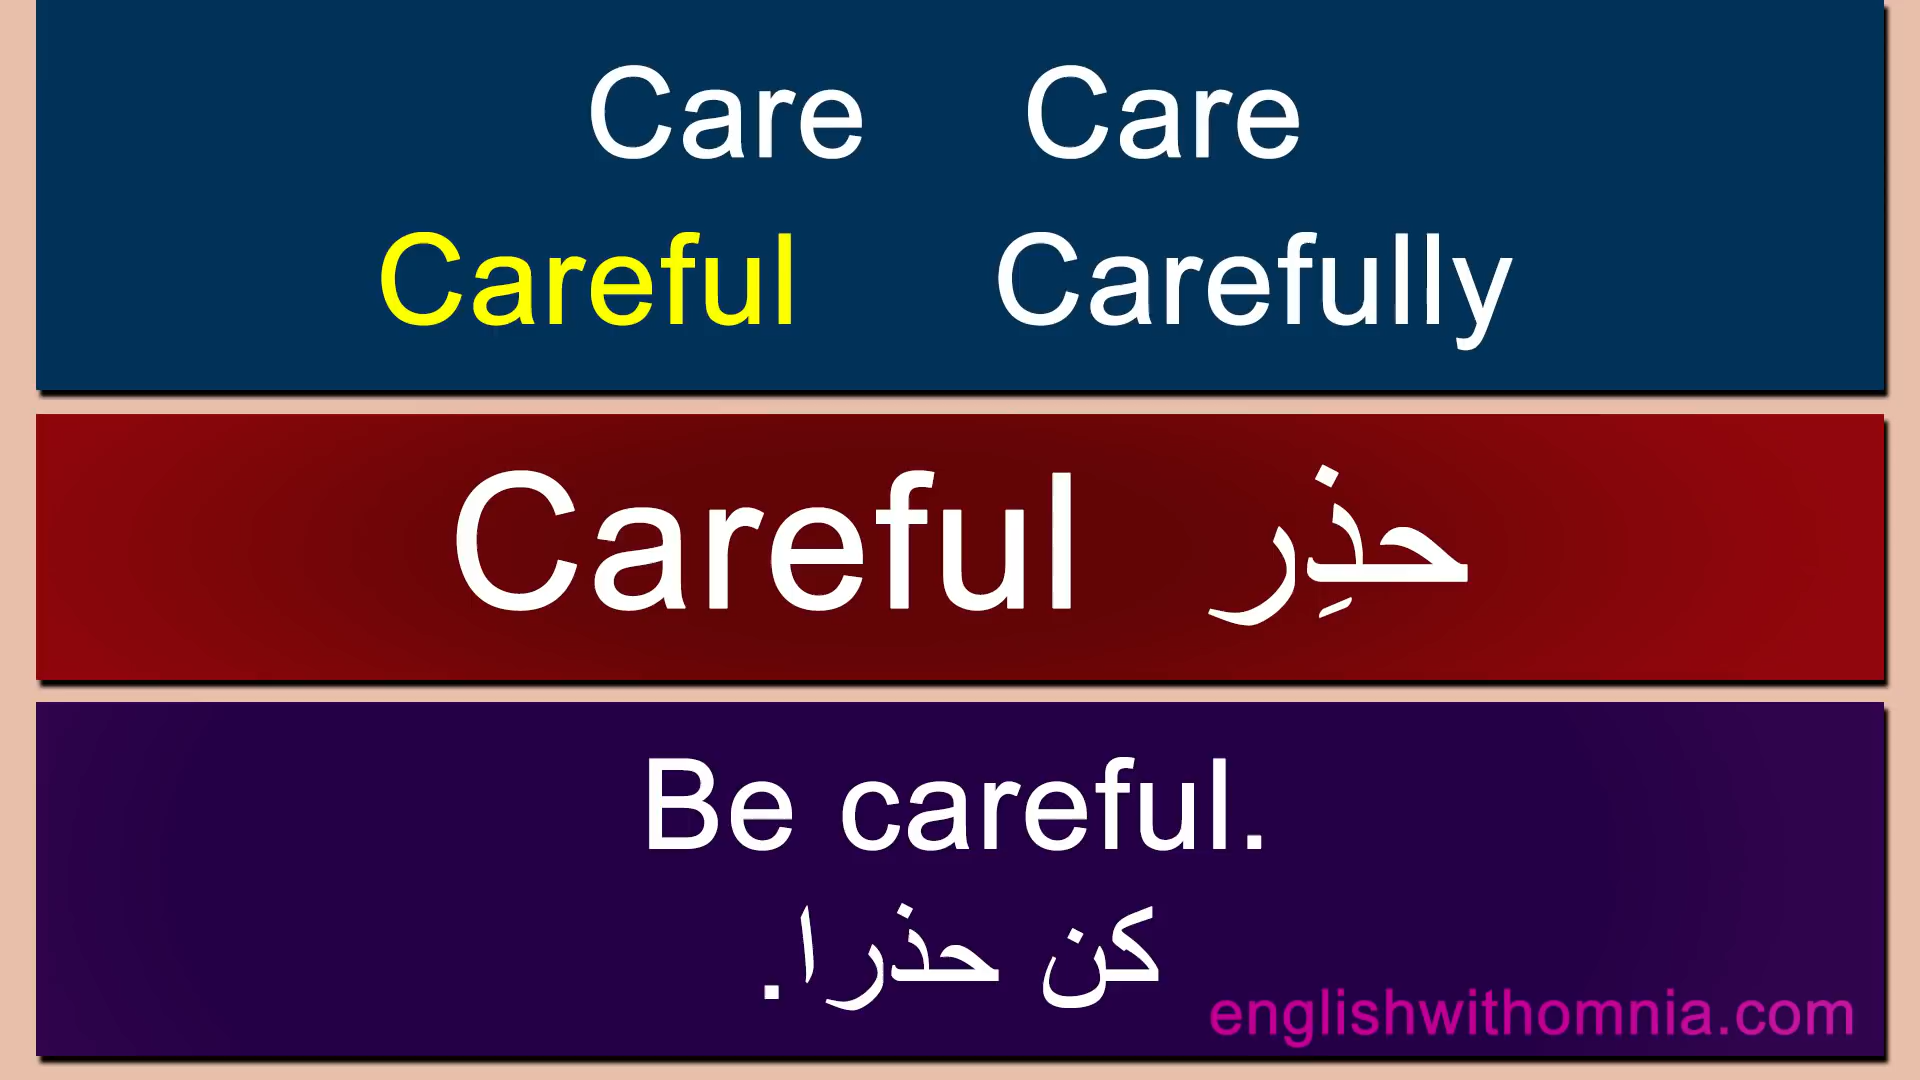 Care Care
Careful Carefully
Careful حذِر
Be careful.
كن حذرا.
englishwithomnia.com